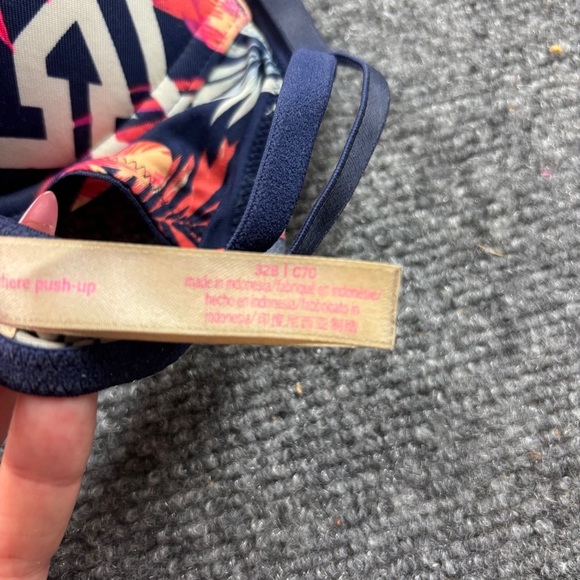 here push-up
32B | C70
made in indonesia/fabriqué en indonésie/
hecho en indonesia/fabricato in
indonesia/印度尼西亚制造